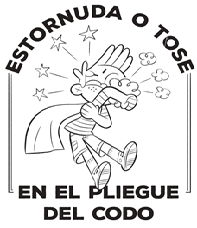 ESTORNUDA O TOSE
EN EL PLIEGUE
DEL CODO